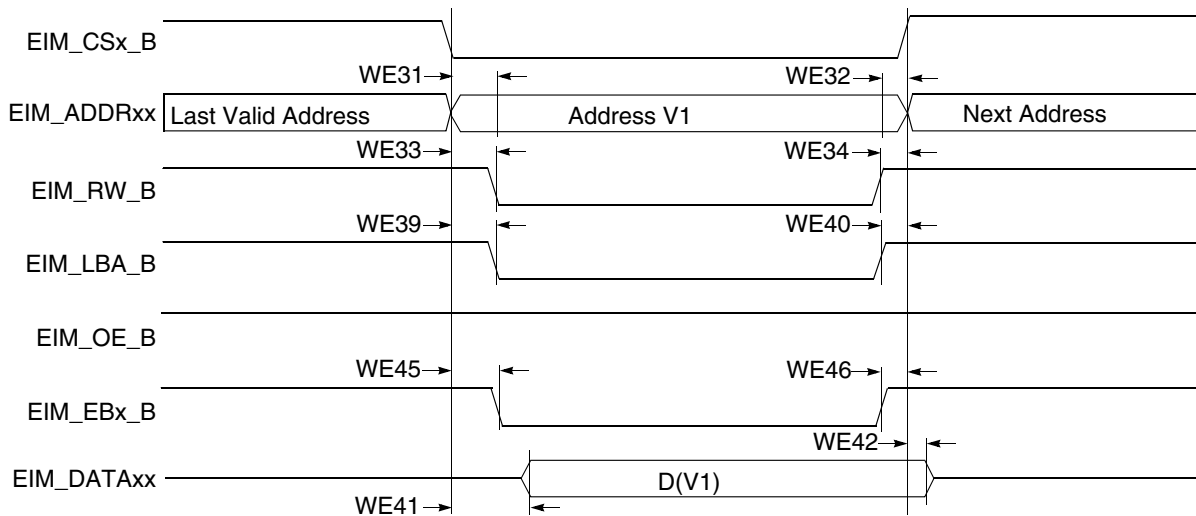 EIM_CSx_B
WE31
WE32
EIM_ADDRxx
Last Valid Address
Address V1
Next Address
WE33
WE34
EIM_RW_B
WE39
WE40
EIM_LBA_B
EIM_OE_B
WE45
WE46
EIM_EBx_B
WE42
EIM_DATAxx
D(V1)
WE41